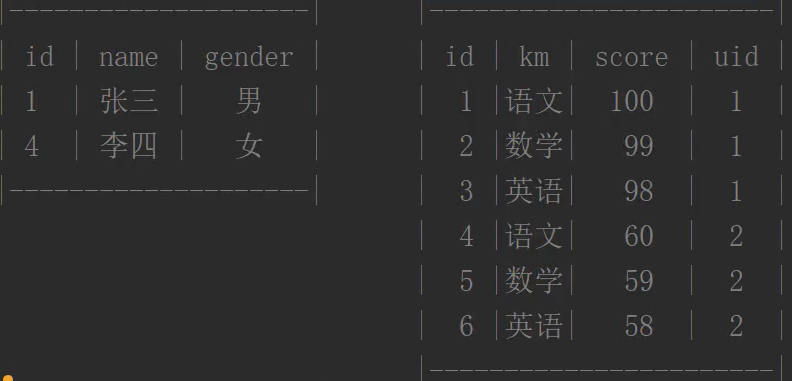 |--------------------|
| id | name | gender |
| 1 | 张三 | 男 |
| 4 | 李四 | 女 |
|--------------------|
|-----------------------|
| id | km | score | uid |
| 1 |语文| 100 | 1 |
| 2 |数学| 99 | 1 |
| 3 |英语| 98 | 1 |
| 4 |语文| 60 | 2 |
| 5 |数学| 59 | 2 |
| 6 |英语| 58 | 2 |
|-----------------------|